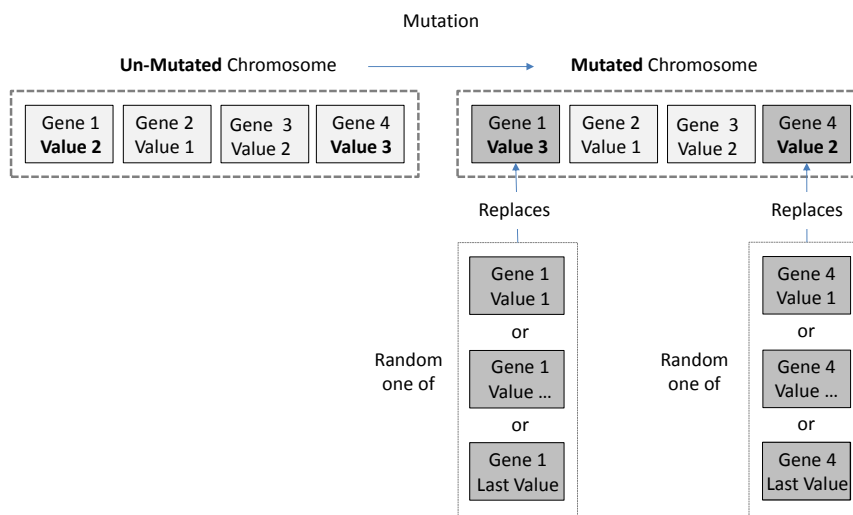 Mutation
Un-Mutated Chromosome
Mutated Chromosome
Gene 1
Value 2
Gene 2
Value 1
Gene 3
Value 2
Gene 4
Value 3
Gene 1
Value 3
Gene 2
Value 1
Gene 3
Value 2
Gene 4
Value 2
Replaces
Replaces
Random
one of
Gene 1
Value 1
or
Gene 1
Value ...
or
Gene 1
Last Value
Random
one of
Gene 4
Value 1
or
Gene 4
Value ...
or
Gene 4
Last Value